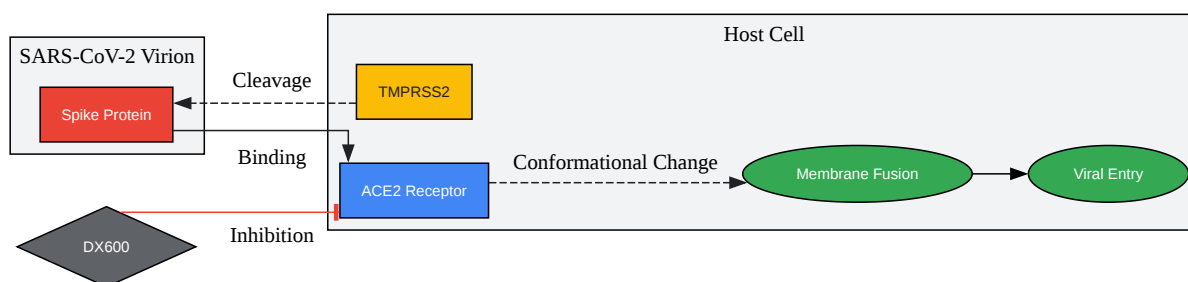 Host Cell
SARS-CoV-2 Virion
Cleavage
TMPRSS2
Spike Protein
Binding
Conformational Change
Membrane Fusion
Viral Entry
ACE2 Receptor
Inhibition
DX600